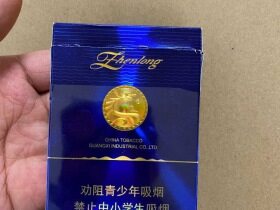 Zhenlong
CHINA TOBACCO
GUANGXI INDUSTRIAL CO., LTD.
劝阻青少年吸烟
禁止中小学生吸烟